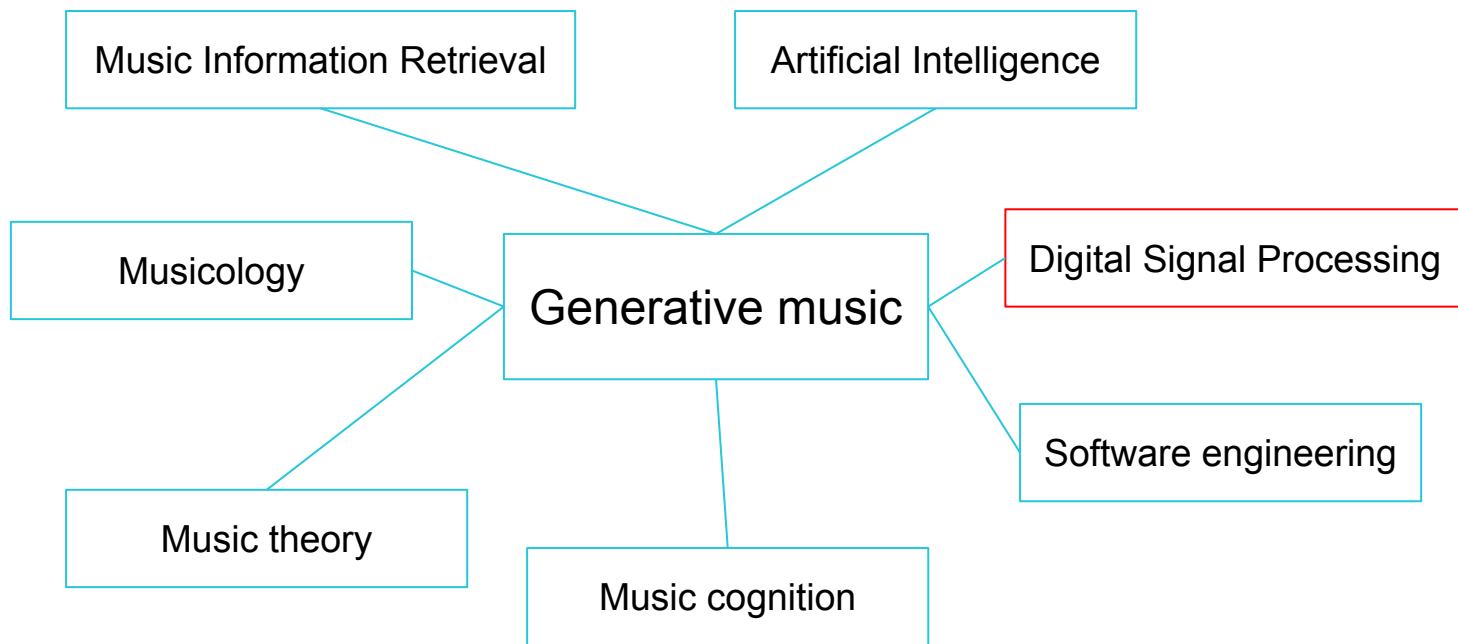 Music Information Retrieval
Artificial Intelligence
Musicology
Generative music
Digital Signal Processing
Software engineering
Music theory
Music cognition